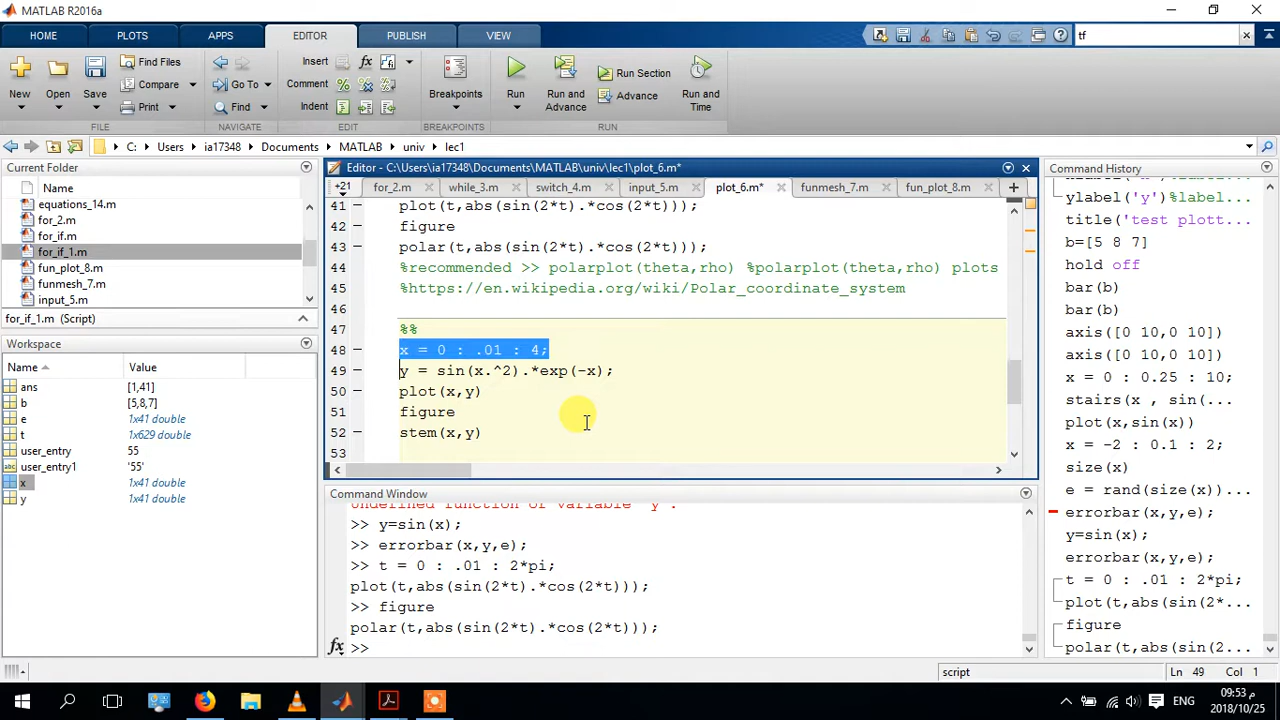 MATLAB R2016a
HOME
PLOTS
APPS
EDITOR
PUBLISH
VIEW
tf
New
Open
Save
Find Files
Compare
Print
FILE
Go To
Find
NAVIGATE
Insert
Comment
Indent
EDIT
Breakpoints
BREAKPOINTS
Run
Run and Advance
Run Section
Advance
Run and Time
RUN
C: Users ia17348 Documents MATLAB univ lec1
Current Folder
Name
equations_14.m
for_2.m
for_if.m
for_if_1.m
fun_plot_8.m
funmesh_7.m
input_5.m
for_if_1.m (Script)
Workspace
Name Value
ans [1,41]
b [5,8,7]
e 1x41 double
t 1x629 double
user_entry 55
user_entry1 '55'
x 1x41 double
y 1x41 double
Editor - C:\Users\ia17348\Documents\MATLAB\univ\lec1\plot_6.m*
+21 for_2.m while_3.m switch_4.m input_5.m plot_6.m* funmesh_7.m fun_plot_8.m
41 plot(t,abs(sin(2*t).*cos(2*t)));
42 figure
43 polar(t,abs(sin(2*t).*cos(2*t)));
44 %recommended >> polarplot(theta,rho) %polarplot(theta,rho) plots
45 %https://en.wikipedia.org/wiki/Polar_coordinate_system
46
47 %%
48 x = 0 : .01 : 4;
49 y = sin(x.^2).*exp(-x);
50 plot(x,y)
51 figure
52 stem(x,y)
53
Command Window
Undefined function or variable 'y'.
>> y=sin(x);
>> errorbar(x,y,e);
>> t = 0 : .01 : 2*pi;
plot(t,abs(sin(2*t).*cos(2*t)));
>> figure
polar(t,abs(sin(2*t).*cos(2*t)));
fx >>
Command History
ylabel('y')%label...
title('test plott...
b=[5 8 7]
hold off
bar(b)
bar(b)
axis([0 10,0 10])
axis([0 10,0 10])
x = 0 : 0.25 : 10;
stairs(x , sin(...
plot(x,sin(x))
x = -2 : 0.1 : 2;
size(x)
e = rand(size(x))...
errorbar(x,y,e);
y=sin(x);
errorbar(x,y,e);
t = 0 : .01 : 2*pi;
plot(t,abs(sin(2*...
figure
polar(t,abs(sin(2...
script
Ln 49 Col 1
ENG
09:53 م
2018/10/25